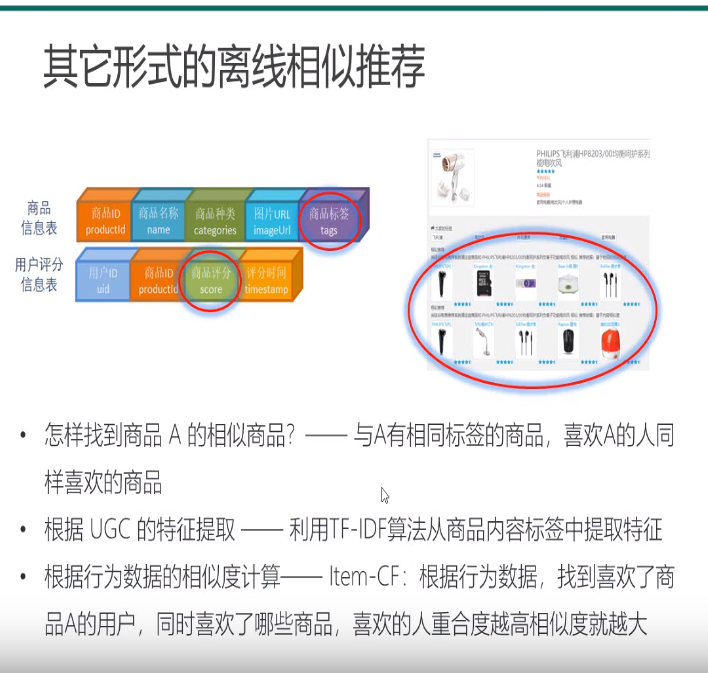 其它形式的离线相似推荐
商品
信息表
商品ID
productId
商品名称
name
商品种类
categories
图片URL
imageUrl
商品标签
tags
用户评分
信息表
用户ID
uid
商品ID
productId
商品评分
score
评分时间
timestamp
PHILIPS飞利浦HP8203/00均衡呵护系列
能电吹风
• 怎样找到商品 A 的相似商品？—— 与A有相同标签的商品，喜欢A的人同
样喜欢的商品
• 根据 UGC 的特征提取 —— 利用TF-IDF算法从商品内容标签中提取特征
• 根据行为数据的相似度计算—— Item-CF：根据行为数据，找到喜欢了商
品A的用户，同时喜欢了哪些商品，喜欢的人重合度越高相似度就越大